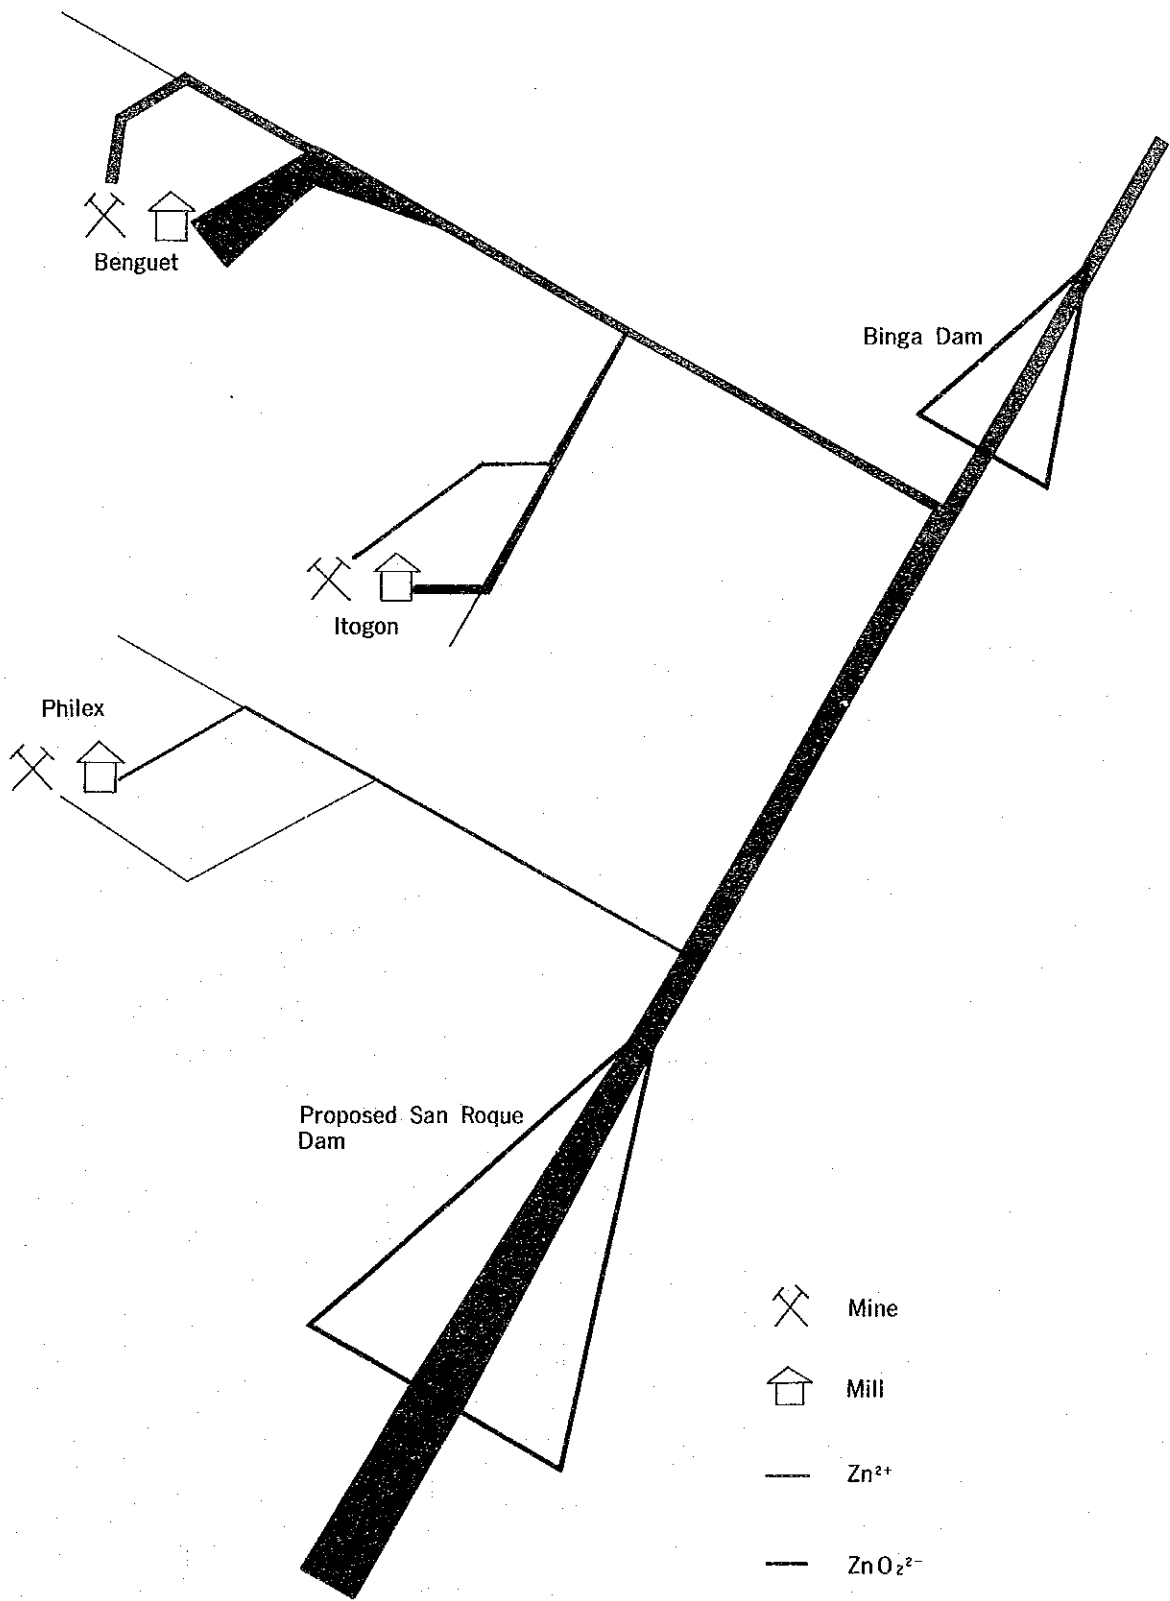 Benguet
Binga Dam
Itogon
Philex
Proposed San Roque
Dam
Mine
Mill
Zn²⁺
ZnO₂²⁻